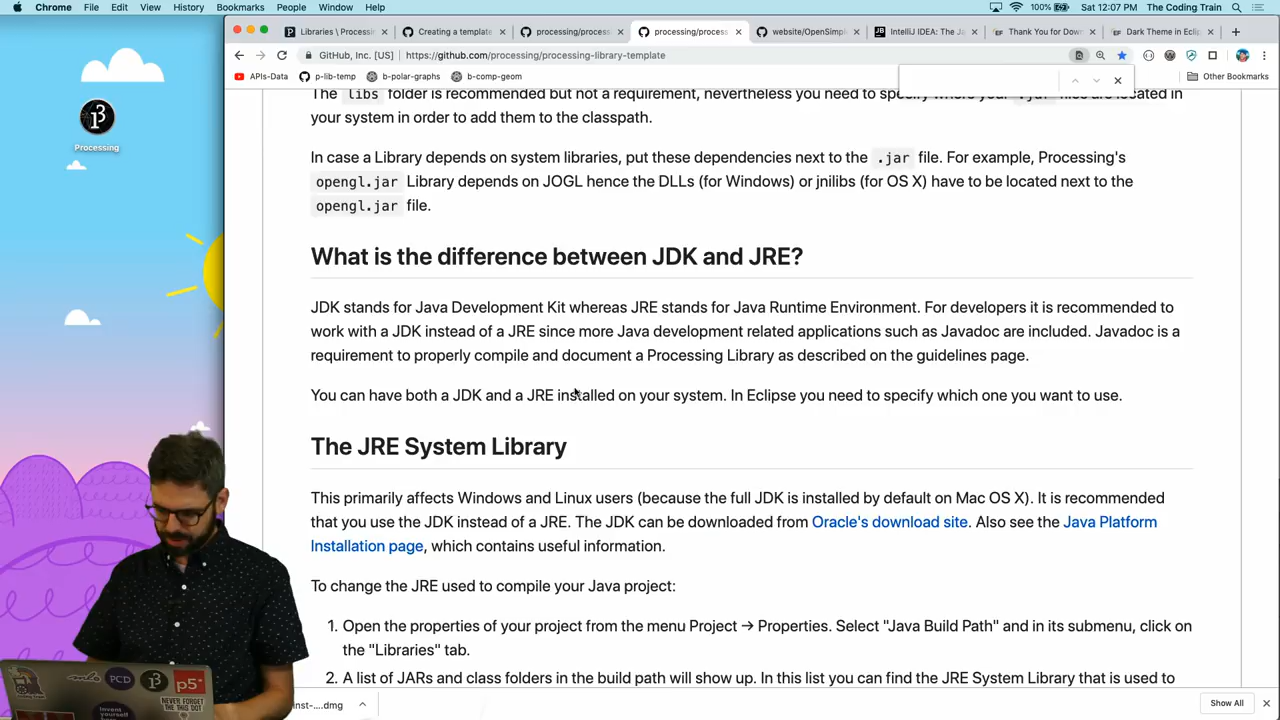 Chrome File Edit View History Bookmarks People Window Help
100% Sat 12:07 PM The Coding Train
Libraries \ Processin
Creating a template
processing/process
processing/process
website/OpenSimpl
IntelliJ IDEA: The Ja
Thank You for Down
Dark Theme in Eclip
GitHub, Inc. [US] https://github.com/processing/processing-library-template
APIs-Data p-lib-temp b-polar-graphs b-comp-geom Other Bookmarks
Processing
The libs folder is recommended but not a requirement, nevertheless you need to specify where your .jar files are located in
your system in order to add them to the classpath.
In case a Library depends on system libraries, put these dependencies next to the .jar file. For example, Processing's
opengl.jar Library depends on JOGL hence the DLLs (for Windows) or jnilibs (for OS X) have to be located next to the
opengl.jar file.
What is the difference between JDK and JRE?
JDK stands for Java Development Kit whereas JRE stands for Java Runtime Environment. For developers it is recommended to
work with a JDK instead of a JRE since more Java development related applications such as Javadoc are included. Javadoc is a
requirement to properly compile and document a Processing Library as described on the guidelines page.
You can have both a JDK and a JRE installed on your system. In Eclipse you need to specify which one you want to use.
The JRE System Library
This primarily affects Windows and Linux users (because the full JDK is installed by default on Mac OS X). It is recommended
that you use the JDK instead of a JRE. The JDK can be downloaded from Oracle's download site. Also see the Java Platform
Installation page, which contains useful information.
To change the JRE used to compile your Java project:
1. Open the properties of your project from the menu Project → Properties. Select "Java Build Path" and in its submenu, click on
the "Libraries" tab.
2. A list of JARs and class folders in the build path will show up. In this list you can find the JRE System Library that is used to
inst-....dmg
Show All
PCD
p5*
NEVER FORGET
THE THIS DOT